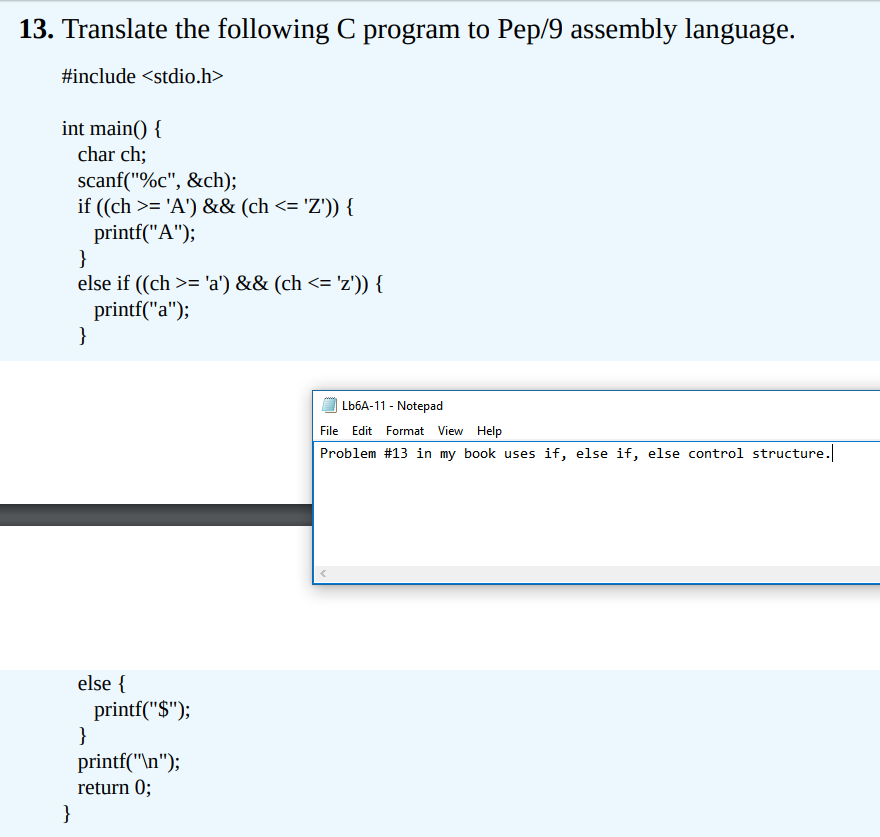 13. Translate the following C program to Pep/9 assembly language.
#include <stdio.h>
int main() {
char ch;
scanf("%c", &ch);
if ((ch >= 'A') && (ch <= 'Z')) {
printf("A");
}
else if ((ch >= 'a') && (ch <= 'z')) {
printf("a");
}
Lb6A-11 - Notepad
File Edit Format View Help
Problem #13 in my book uses if, else if, else control structure.
else {
printf("$");
}
printf("\n");
return 0;
}